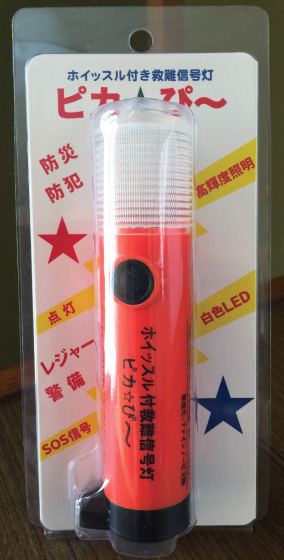 ホイッスル付き救難信号灯
ピカ☆ぴ〜
防災
防犯
高輝度照明
点灯
白色LED
レジャー
警備
SOS信号
ホイッスル付救難信号灯
ピカ☆ぴ〜